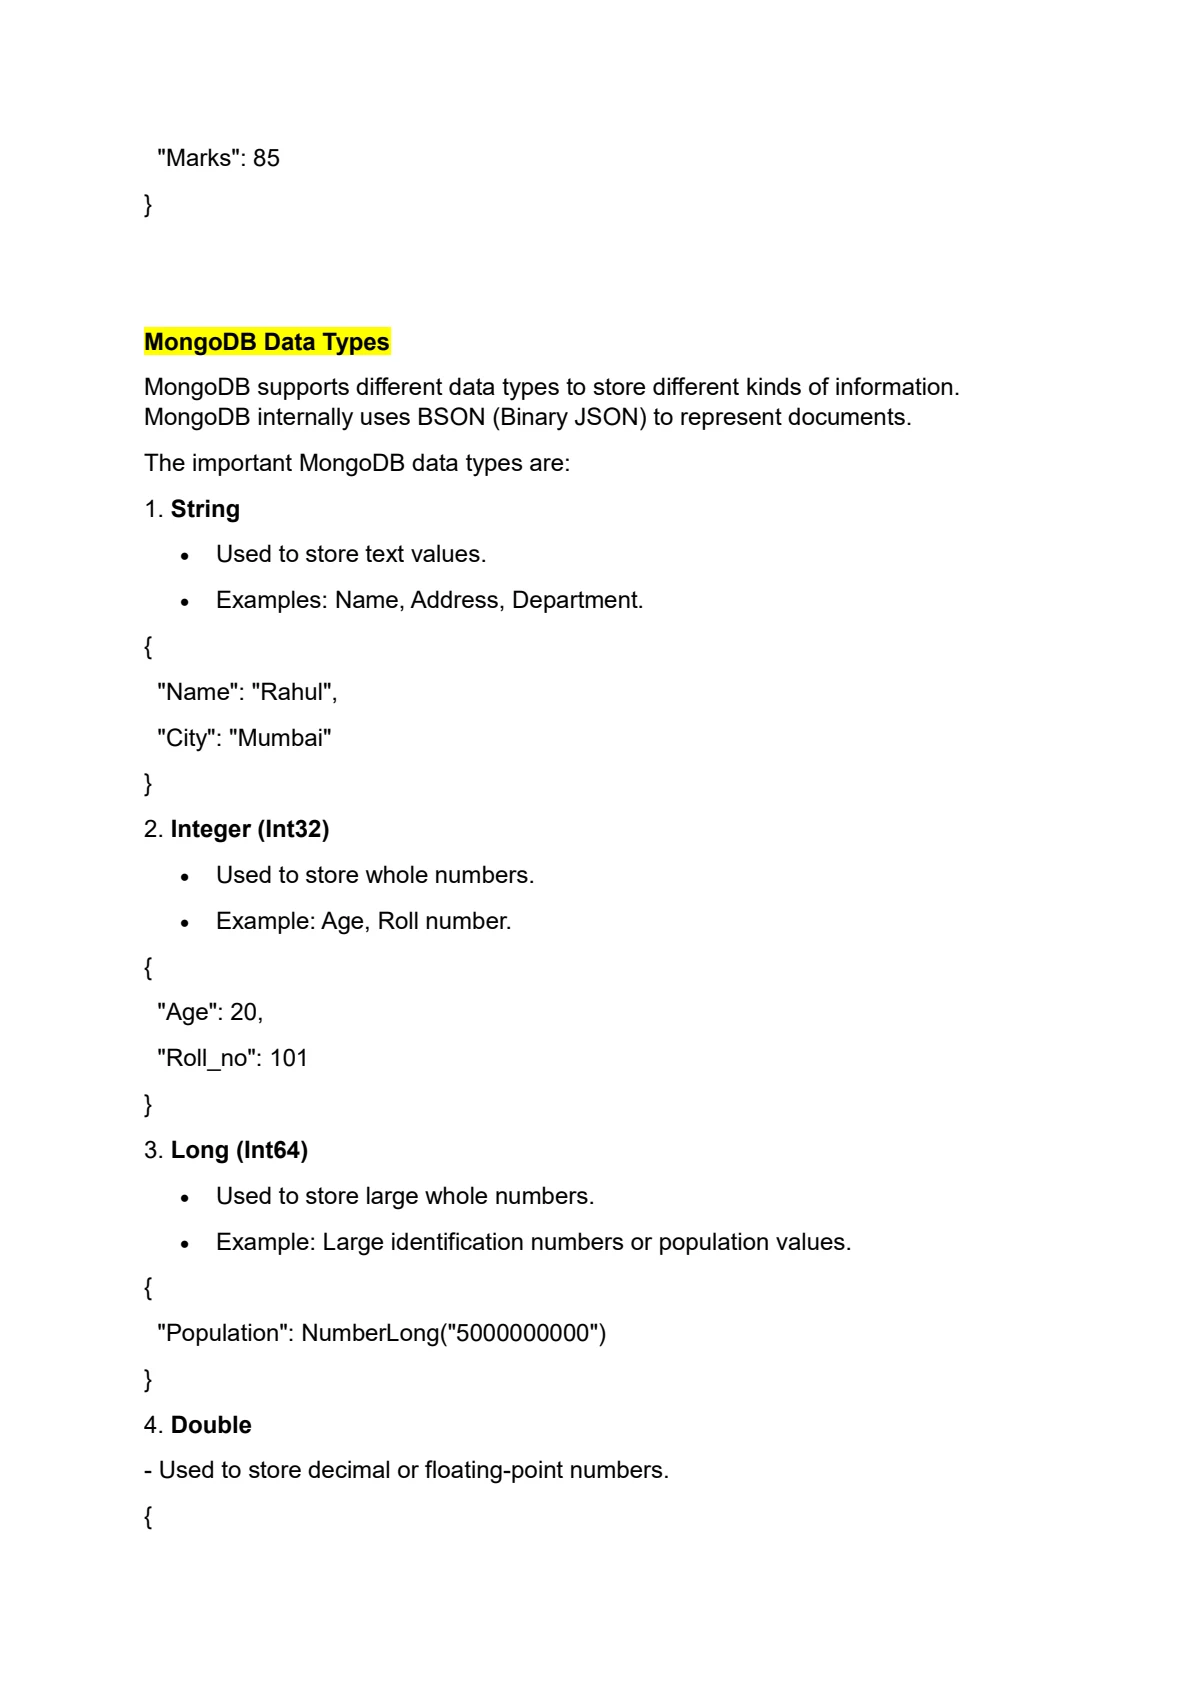 "Marks": 85
}
MongoDB Data Types
MongoDB supports different data types to store different kinds of information.
MongoDB internally uses BSON (Binary JSON) to represent documents.
The important MongoDB data types are:
1. String
• Used to store text values.
• Examples: Name, Address, Department.
{
"Name": "Rahul",
"City": "Mumbai"
}
2. Integer (Int32)
• Used to store whole numbers.
• Example: Age, Roll number.
{
"Age": 20,
"Roll_no": 101
}
3. Long (Int64)
• Used to store large whole numbers.
• Example: Large identification numbers or population values.
{
"Population": NumberLong("5000000000")
}
4. Double
- Used to store decimal or floating-point numbers.
{